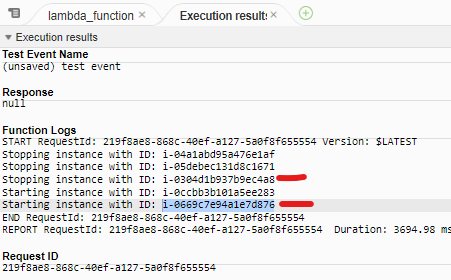 lambda_function
Execution results
Execution results
Test Event Name
(unsaved) test event
Response
null
Function Logs
START RequestId: 219f8ae8-868c-40ef-a127-5a0f8f655554 Version: $LATEST
Stopping instance with ID: i-04a1abd95a476e1af
Stopping instance with ID: i-05debec131d8c1671
Stopping instance with ID: i-0304d1b937b9ec4a8
Starting instance with ID: i-0ccbb3b101a5ee283
Starting instance with ID: i-0669c7e94a1e7d876
END RequestId: 219f8ae8-868c-40ef-a127-5a0f8f655554
REPORT RequestId: 219f8ae8-868c-40ef-a127-5a0f8f655554 Duration: 3694.98 ms
Request ID
219f8ae8-868c-40ef-a127-5a0f8f655554